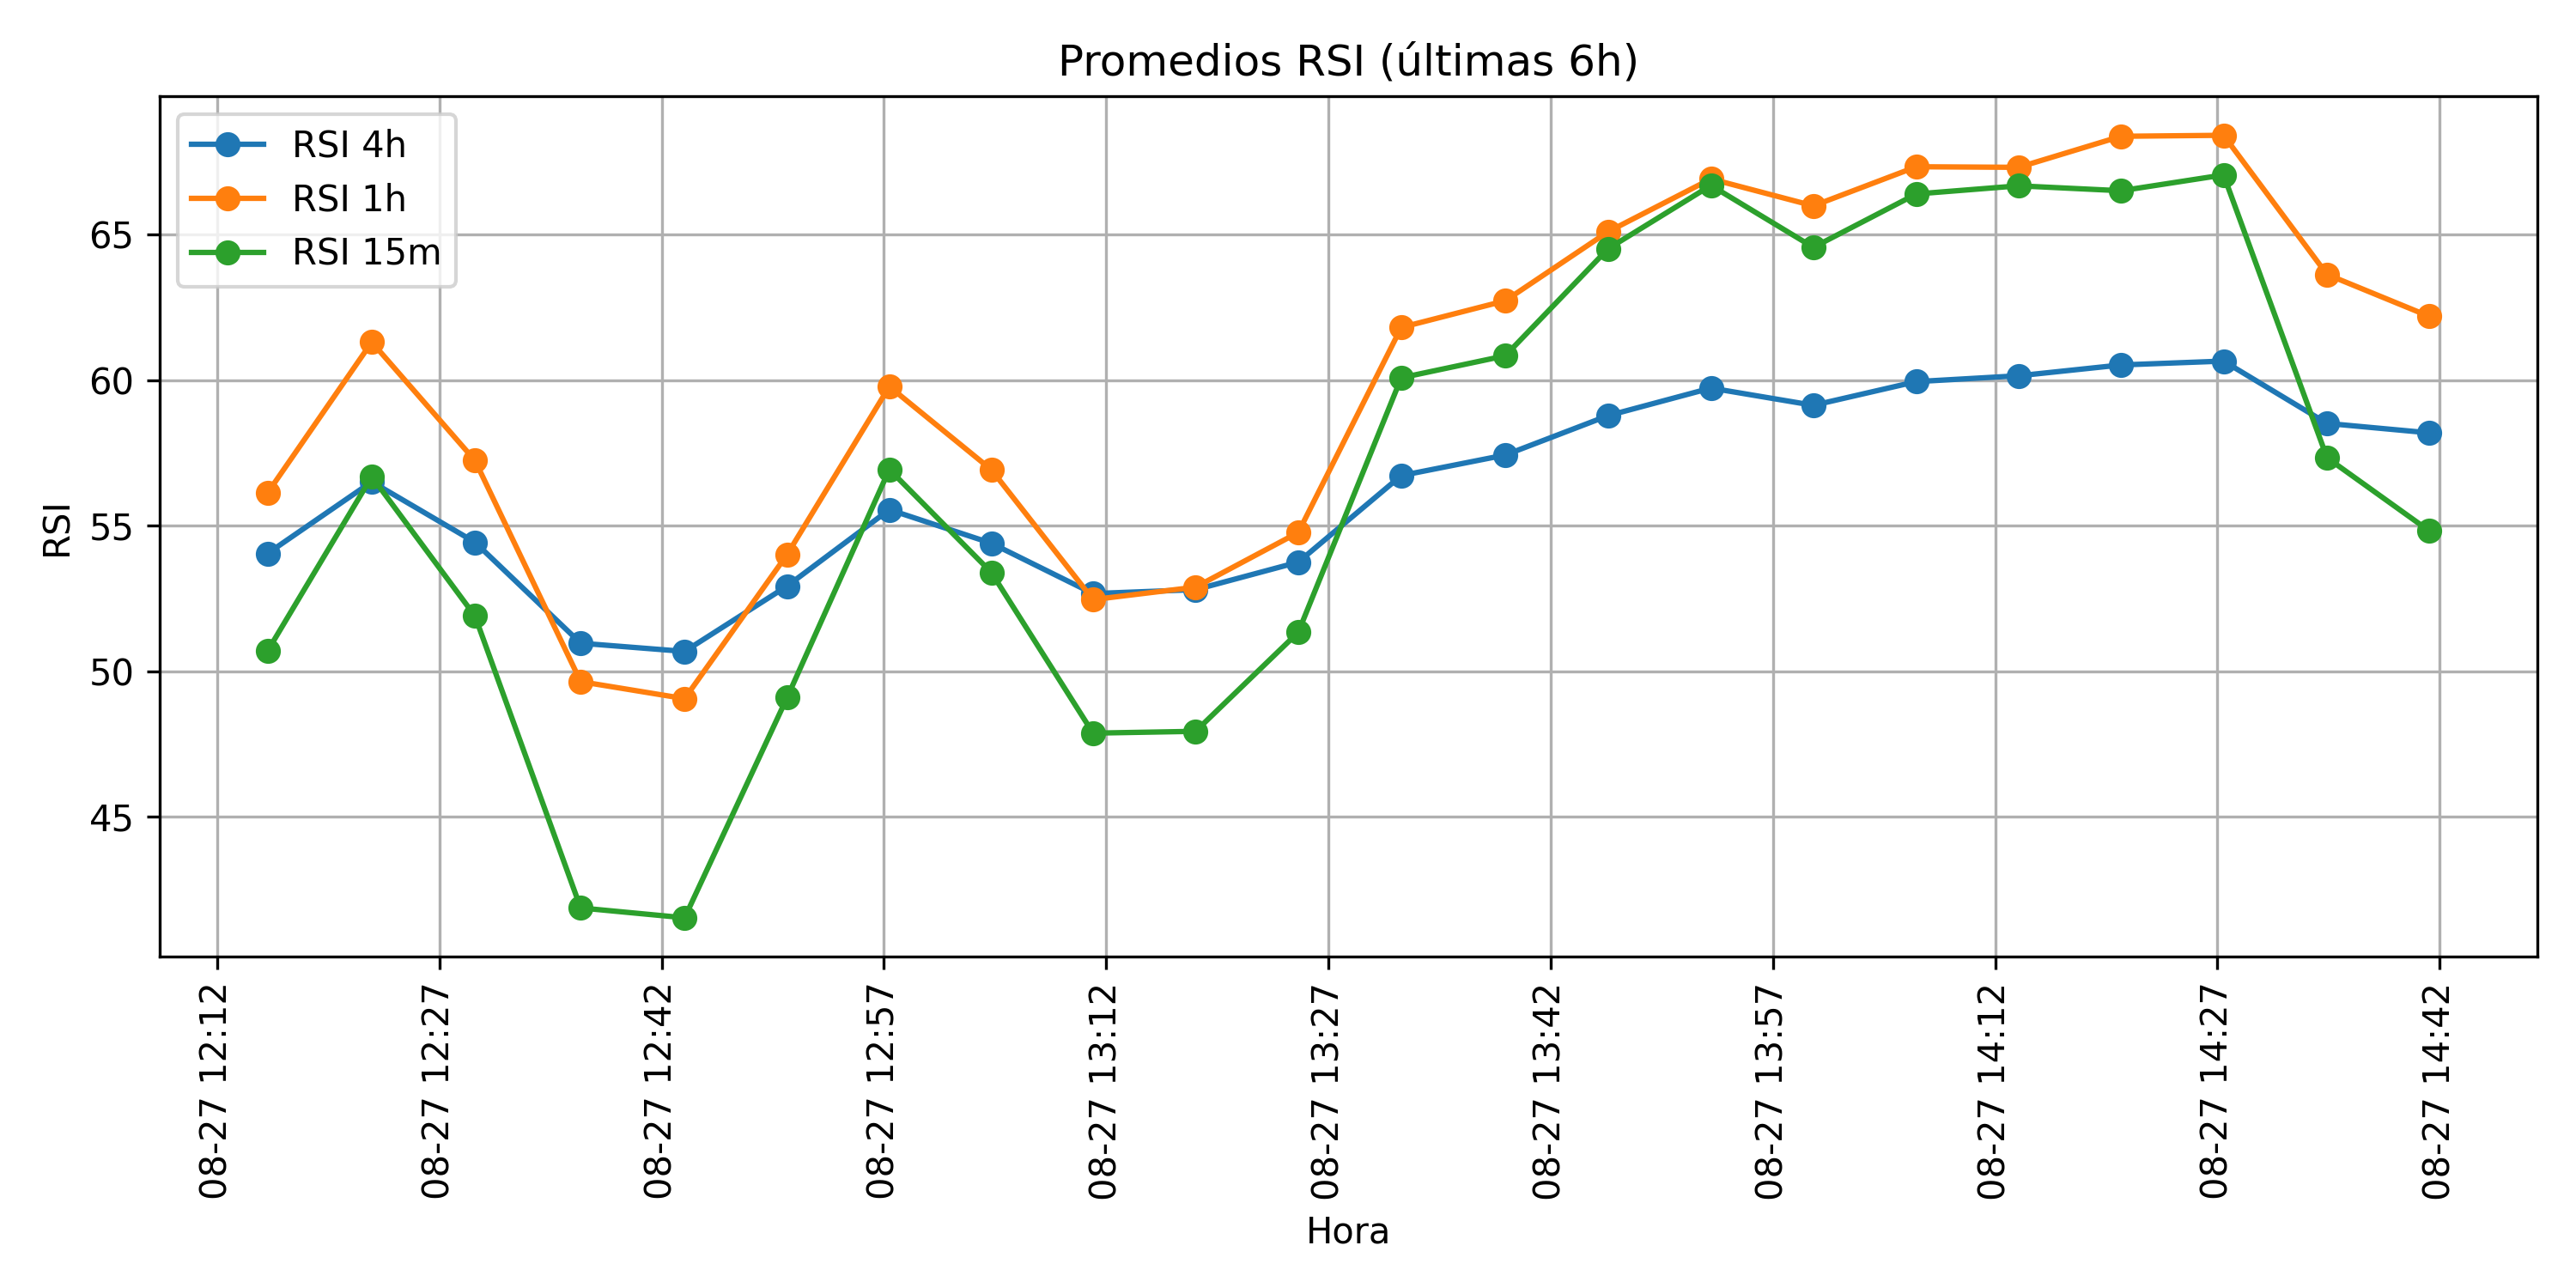 Promedios RSI (últimas 6h)
RSI 4h
RSI 1h
RSI 15m
RSI
65
60
55
50
45
08-27 12:12
08-27 12:27
08-27 12:42
08-27 12:57
08-27 13:12
08-27 13:27
08-27 13:42
08-27 13:57
08-27 14:12
08-27 14:27
08-27 14:42
Hora